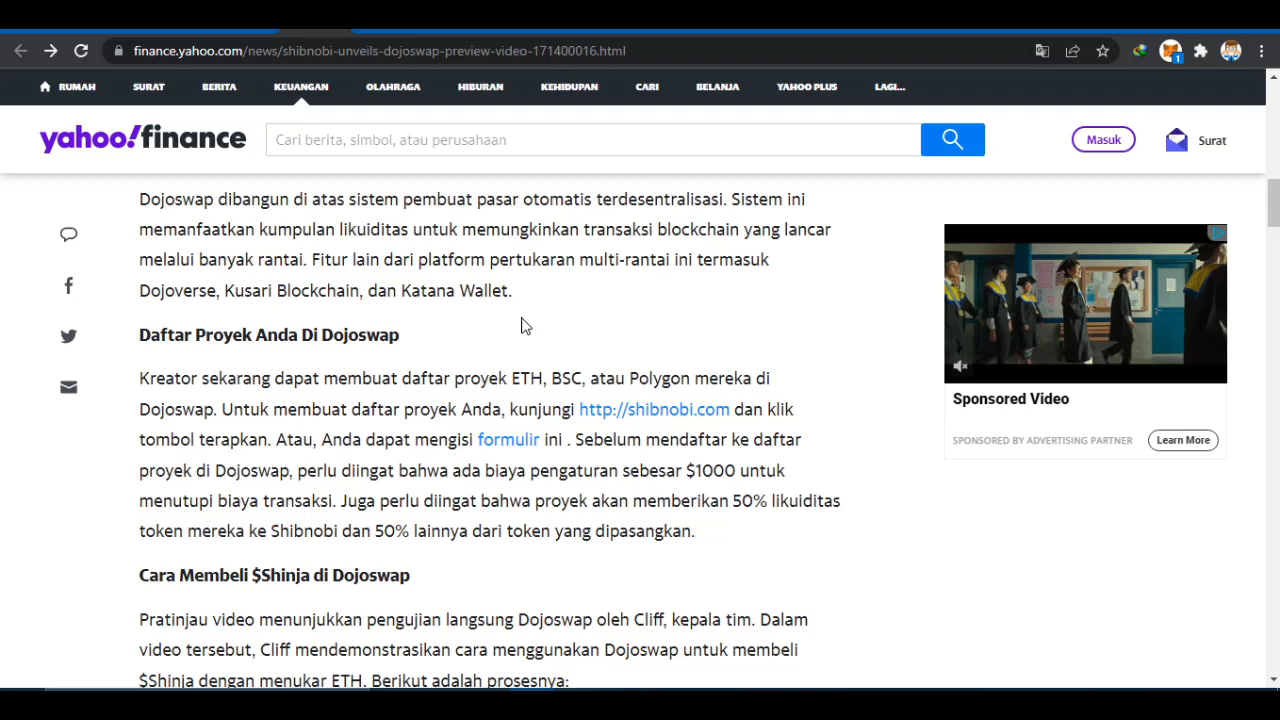 finance.yahoo.com/news/shibnobi-unveils-dojoswap-preview-video-171400016.html
1
RUMAH SURAT BERITA KEUANGAN OLAHRAGA HIBURAN KEHIDUPAN CARI BELANJA YAHOO PLUS LAGI...
yahoo!finance
Cari berita, simbol, atau perusahaan
Masuk
Surat
Dojoswap dibangun di atas sistem pembuat pasar otomatis terdesentralisasi. Sistem ini
memanfaatkan kumpulan likuiditas untuk memungkinkan transaksi blockchain yang lancar
melalui banyak rantai. Fitur lain dari platform pertukaran multi-rantai ini termasuk
Dojoverse, Kusari Blockchain, dan Katana Wallet.
Daftar Proyek Anda Di Dojoswap
Kreator sekarang dapat membuat daftar proyek ETH, BSC, atau Polygon mereka di
Dojoswap. Untuk membuat daftar proyek Anda, kunjungi http://shibnobi.com dan klik
tombol terapkan. Atau, Anda dapat mengisi formulir ini . Sebelum mendaftar ke daftar
proyek di Dojoswap, perlu diingat bahwa ada biaya pengaturan sebesar $1000 untuk
menutupi biaya transaksi. Juga perlu diingat bahwa proyek akan memberikan 50% likuiditas
token mereka ke Shibnobi dan 50% lainnya dari token yang dipasangkan.
Cara Membeli $Shinja di Dojoswap
Pratinjau video menunjukkan pengujian langsung Dojoswap oleh Cliff, kepala tim. Dalam
video tersebut, Cliff mendemonstrasikan cara menggunakan Dojoswap untuk membeli
$Shinja dengan menukar ETH. Berikut adalah prosesnya:
Sponsored Video
SPONSORED BY ADVERTISING PARTNER
Learn More